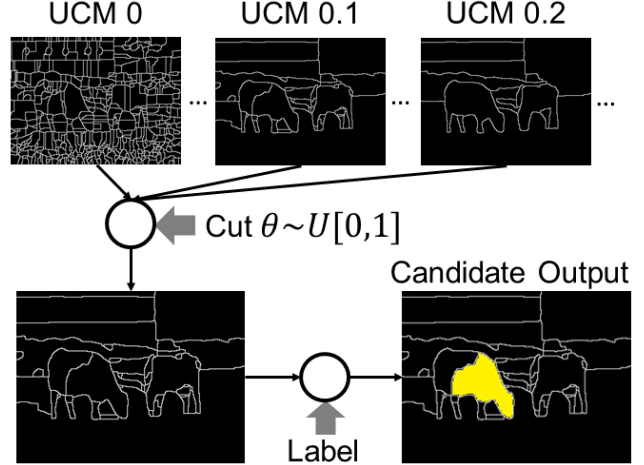 UCM 0 UCM 0.1 UCM 0.2
... ... ...
Cut θ~U[0,1]
Candidate Output
Label